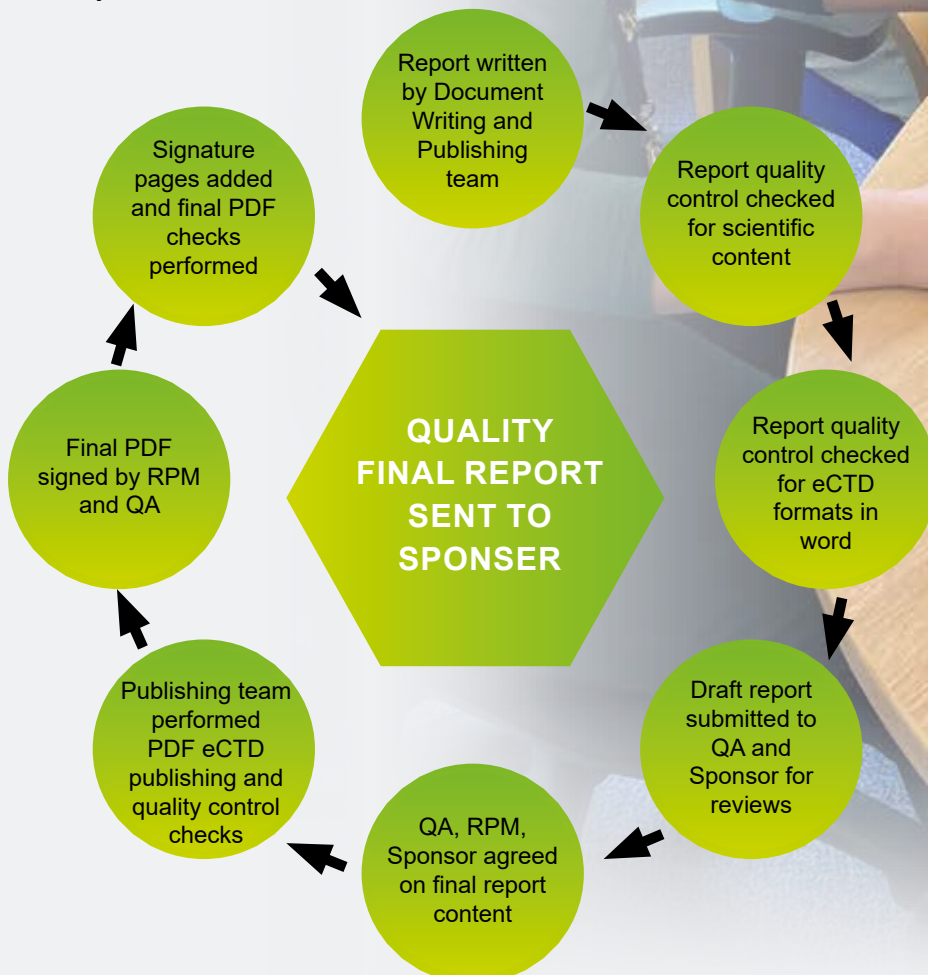 Report written
by Document
Writing and
Publishing
team
Report quality
control checked
for scientific
content
Report quality
control checked
for eCTD
formats in
word
Draft report
submitted to
QA and
Sponsor for
reviews
QA, RPM,
Sponsor agreed
on final report
content
Publishing team
performed
PDF eCTD
publishing and
quality control
checks
Final PDF
signed by RPM
and QA
Signature
pages added
and final PDF
checks
performed
QUALITY
FINAL REPORT
SENT TO
SPONSER